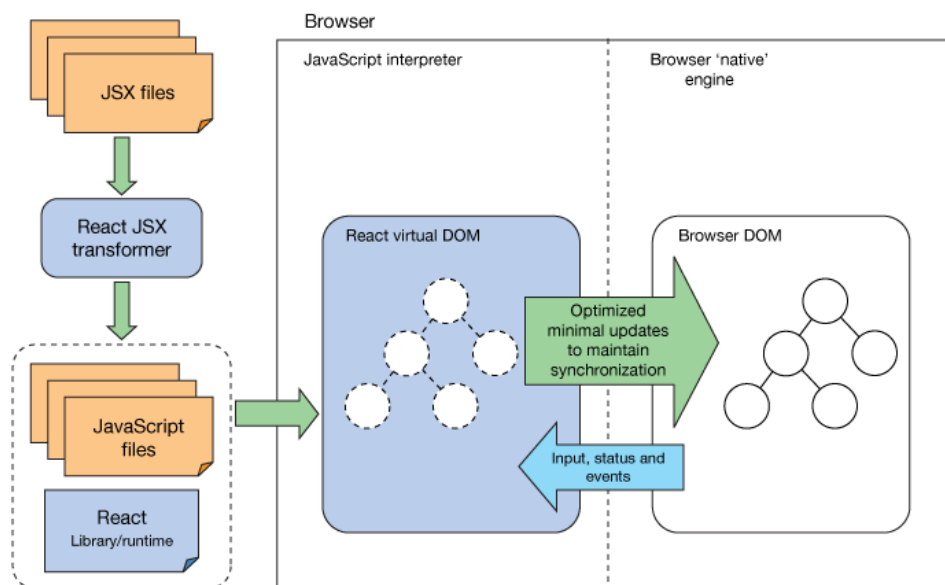 Browser
JSX files
JavaScript interpreter
Browser ‘native’
engine
React JSX
transformer
React virtual DOM
Browser DOM
Optimized
minimal updates
to maintain
synchronization
JavaScript
files
Input, status and
events
React
Library/runtime